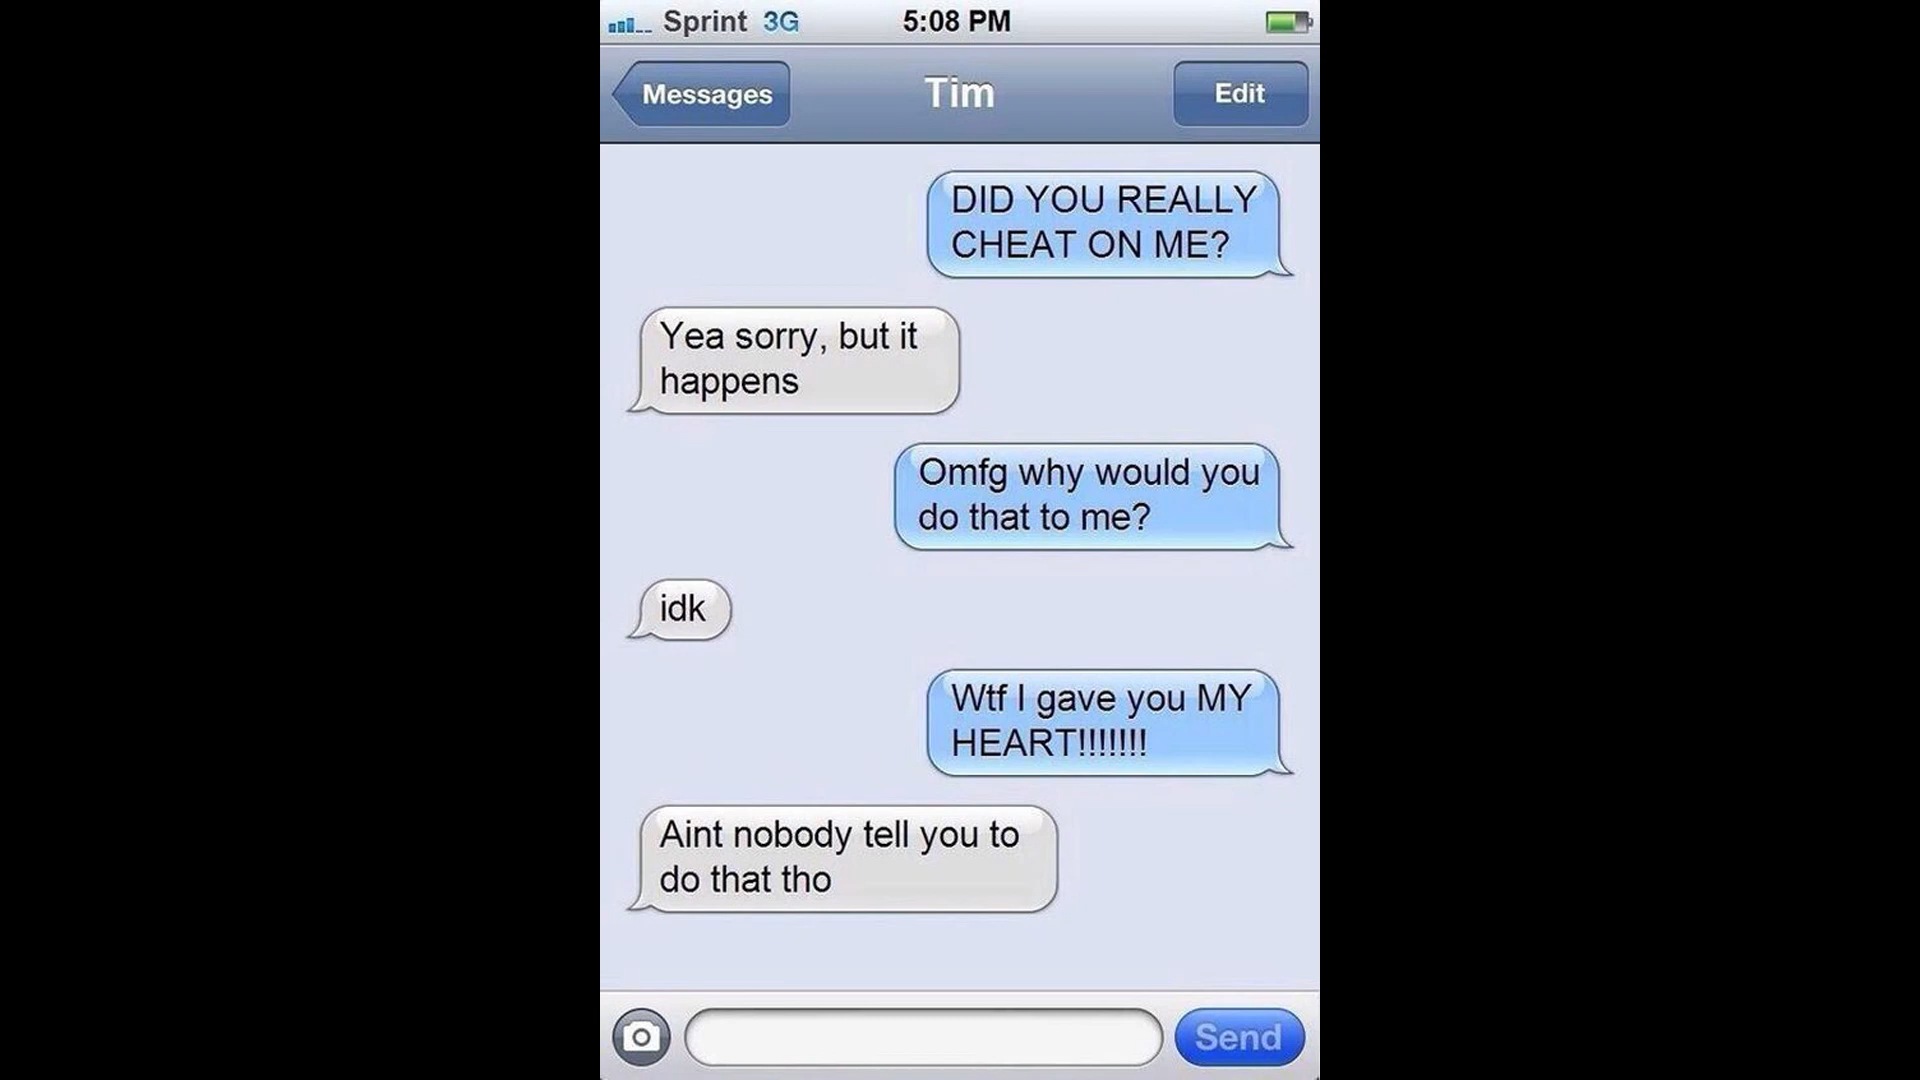 Sprint 3G 5:08 PM
Messages Tim Edit
DID YOU REALLY
CHEAT ON ME?
Yea sorry, but it
happens
Omfg why would you
do that to me?
idk
Wtf I gave you MY
HEART!!!!!!!
Aint nobody tell you to
do that tho
Send